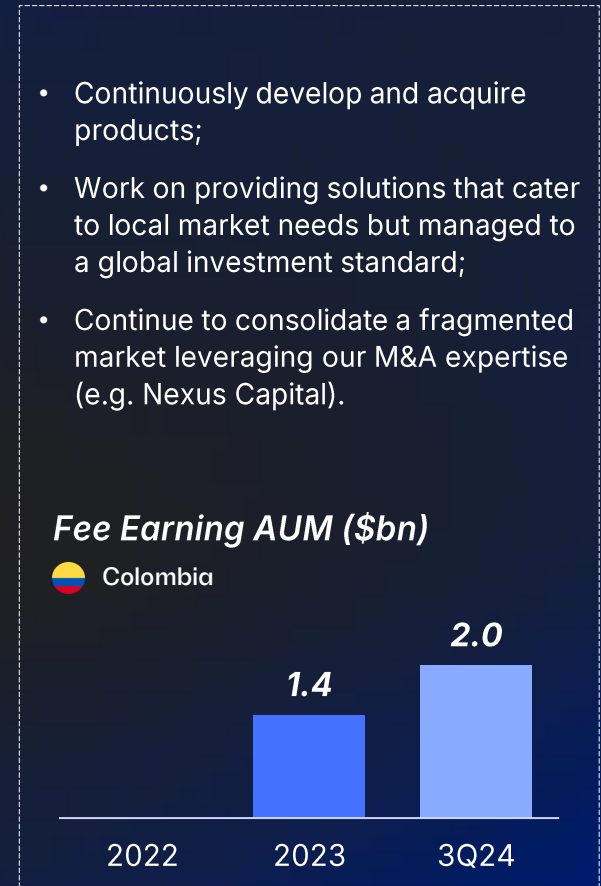 • Continuously develop and acquire
products;
• Work on providing solutions that cater
to local market needs but managed to
a global investment standard;
• Continue to consolidate a fragmented
market leveraging our M&A expertise
(e.g. Nexus Capital).
Fee Earning AUM ($bn)
Colombia
2.0
1.4
2022 2023 3Q24